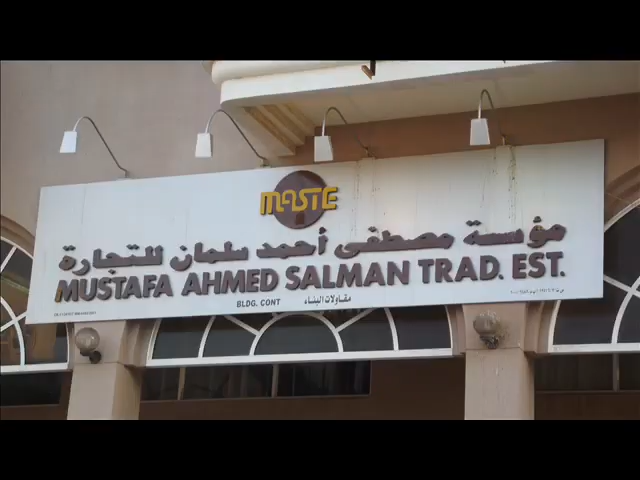 MASTE
مؤسسة مصطفى أحمد سلمان للتجارة
MUSTAFA AHMED SALMAN TRAD. EST.
BLDG. CONT مقاولات البناء